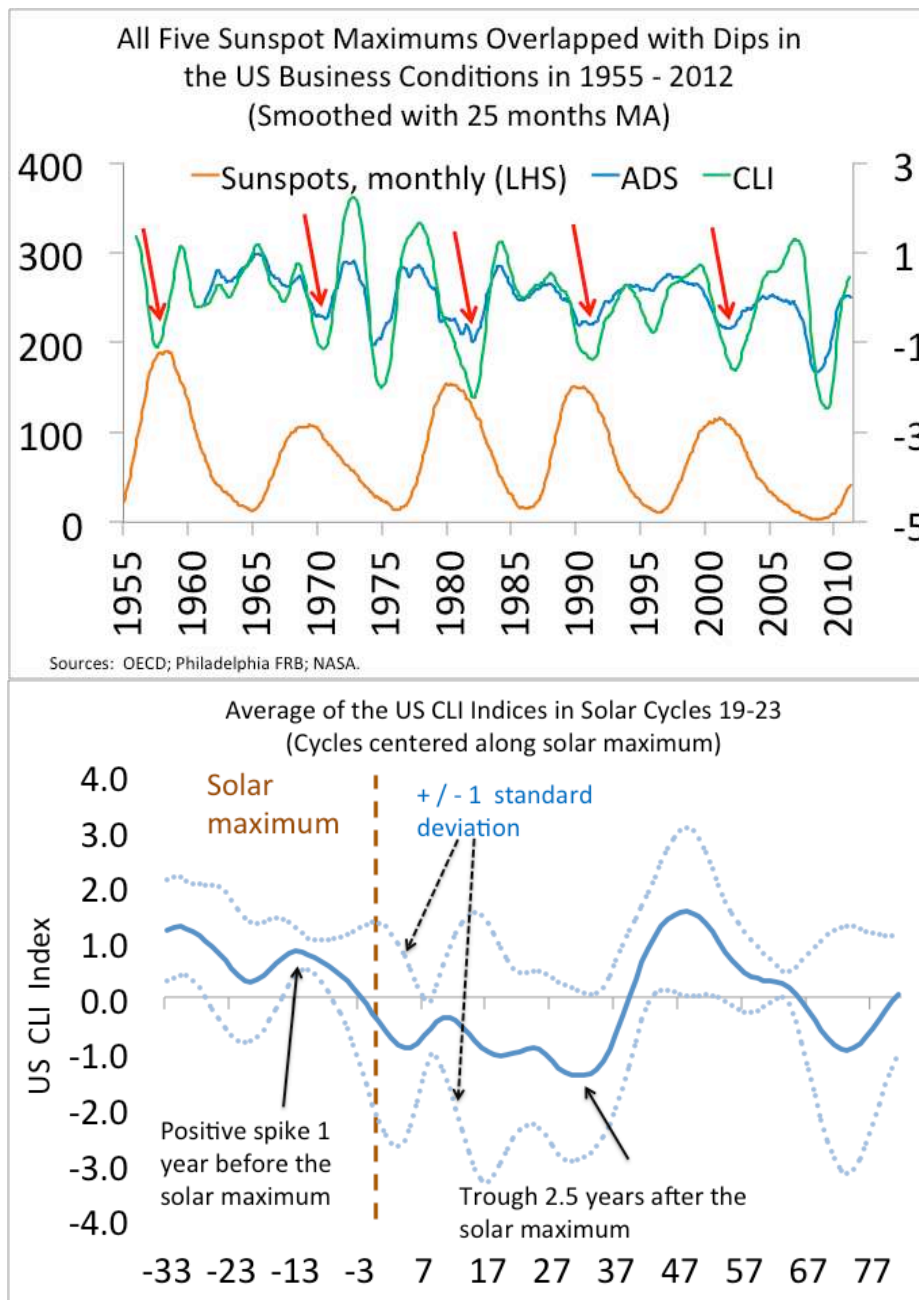 All Five Sunspot Maximums Overlapped with Dips in
the US Business Conditions in 1955 - 2012
(Smoothed with 25 months MA)
400
300
200
100
0
Sunspots, monthly (LHS)
ADS
CLI
3
1
-1
-3
-5
1955
1960
1965
1970
1975
1980
1985
1990
1995
2000
2005
2010
Sources: OECD; Philadelphia FRB; NASA.
Average of the US CLI Indices in Solar Cycles 19-23
(Cycles centered along solar maximum)
US CLI Index
4.0
3.0
2.0
1.0
0.0
-1.0
-2.0
-3.0
-4.0
Solar
maximum
+ / - 1 standard
deviation
Positive spike 1
year before the
solar maximum
Trough 2.5 years after the
solar maximum
-33 -23 -13 -3 7 17 27 37 47 57 67 77